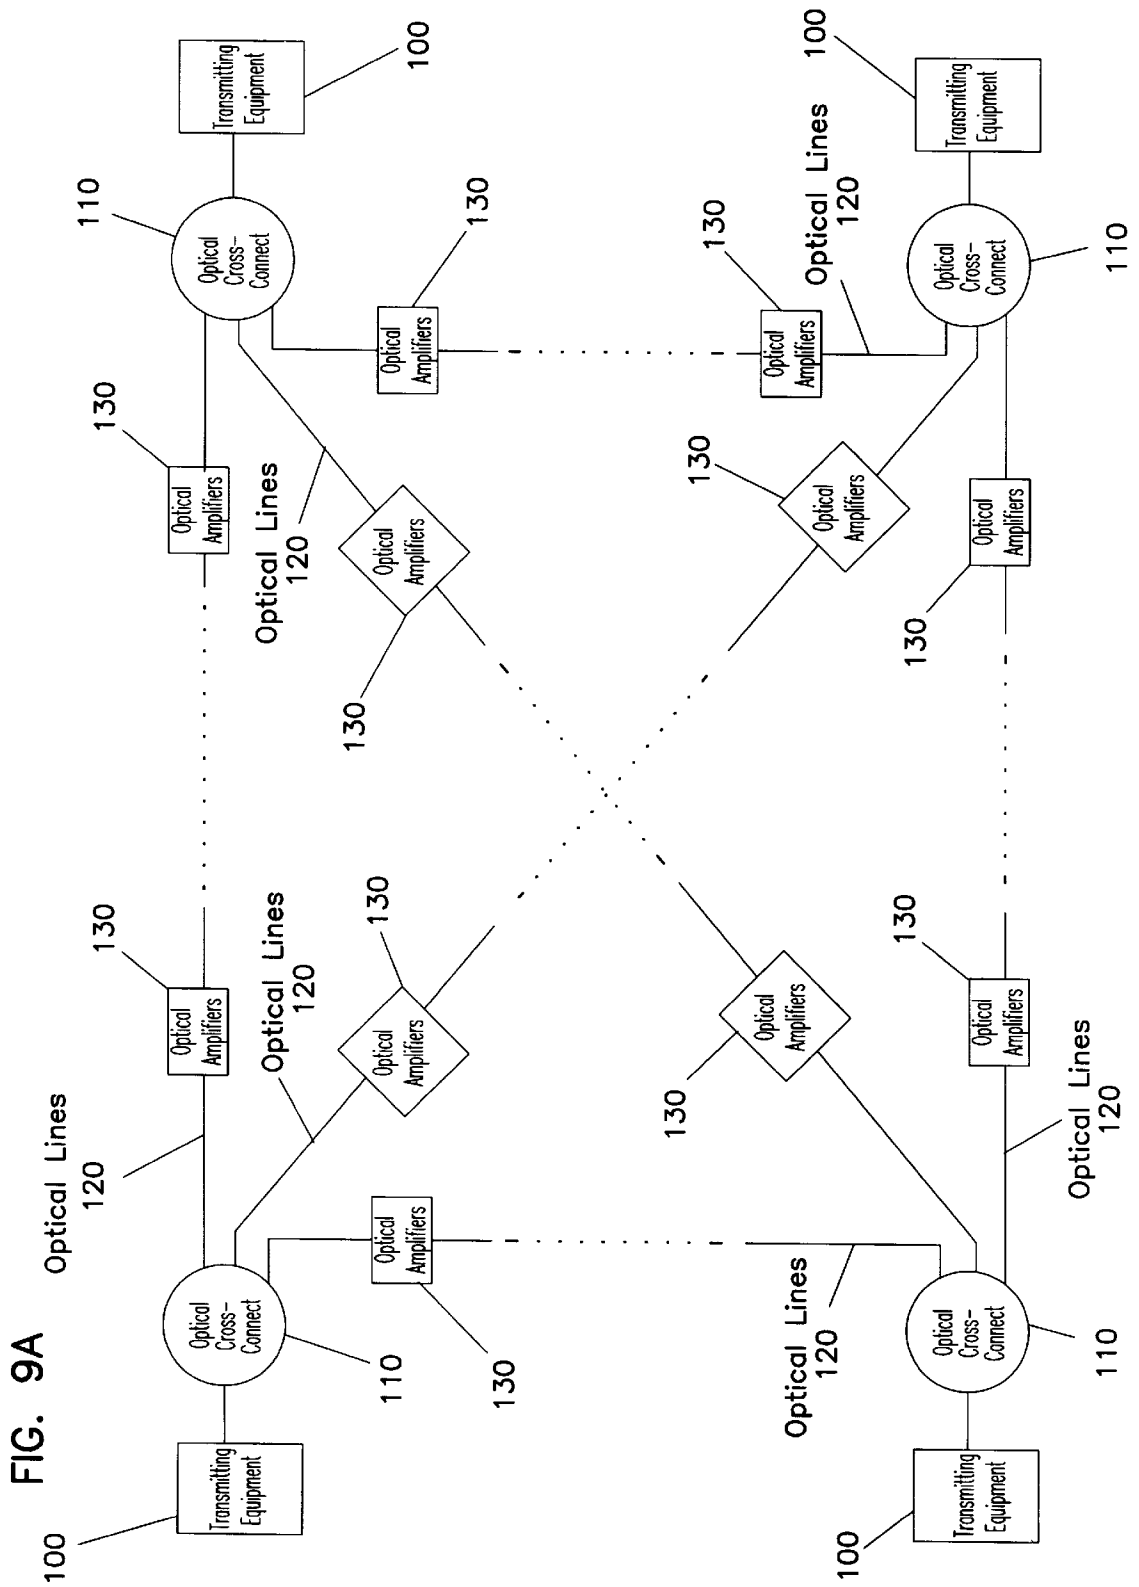 FIG. 9A
100
Optical Lines
120
130
130
110
Transmitting
Equipment
Optical
Cross-
Connect
Optical
Amplifiers
Optical
Amplifiers
Optical
Cross-
Connect
Transmitting
Equipment
Optical Lines
120
Optical Lines
120
110
130
130
100
Optical
Amplifiers
Optical
Amplifiers
Optical
Amplifiers
Optical
Amplifiers
130
130
130
130
130
Optical
Amplifiers
Optical
Amplifiers
Optical
Amplifiers
Optical Lines
120
Optical Lines
120
100
100
130
130
Transmitting
Equipment
Optical
Cross-
Connect
Optical
Amplifiers
Optical
Amplifiers
Optical
Cross-
Connect
Transmitting
Equipment
Optical Lines
120
110
110